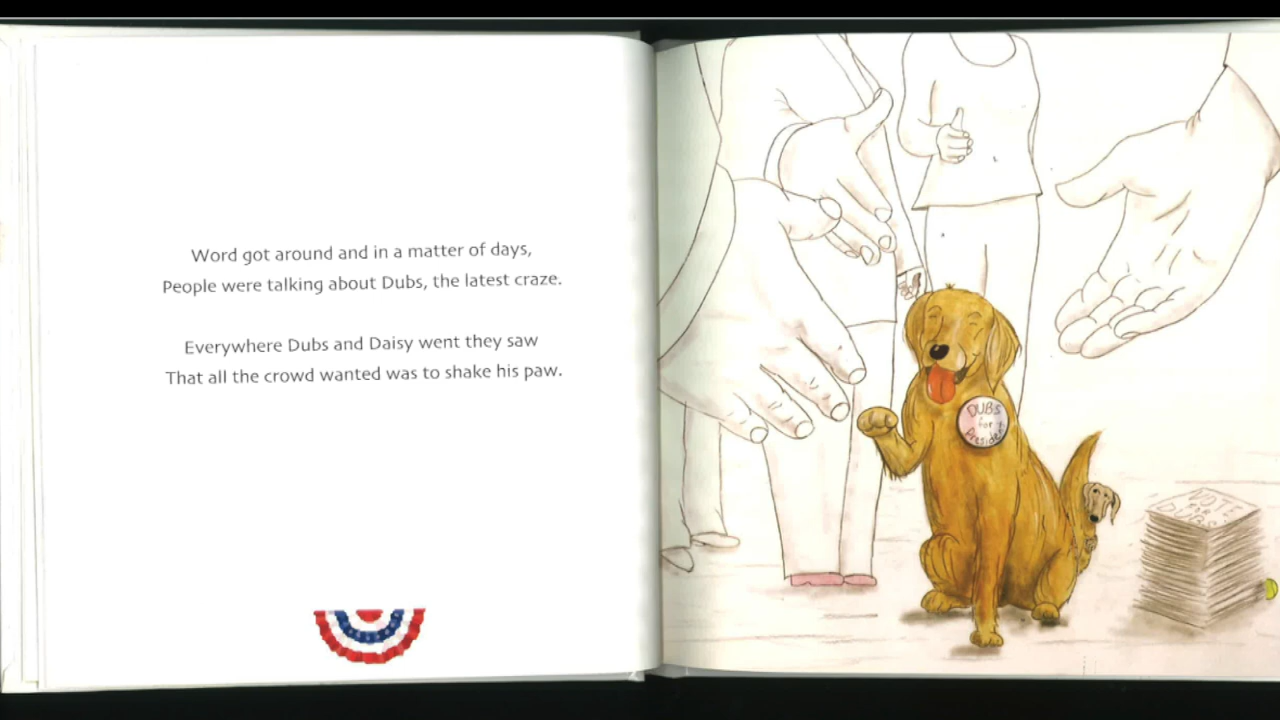 Word got around and in a matter of days,
People were talking about Dubs, the latest craze.
Everywhere Dubs and Daisy went they saw
That all the crowd wanted was to shake his paw.
DUBS
for
President
VOTE
FOR
DUBS